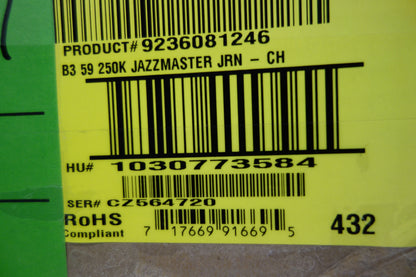 PRODUCT# 9236081246
B3 59 250K JAZZMASTER JRN - CH
HU# 1030773584
SER# CZ564720
RoHS
Compliant
7 17669 91669 5
432